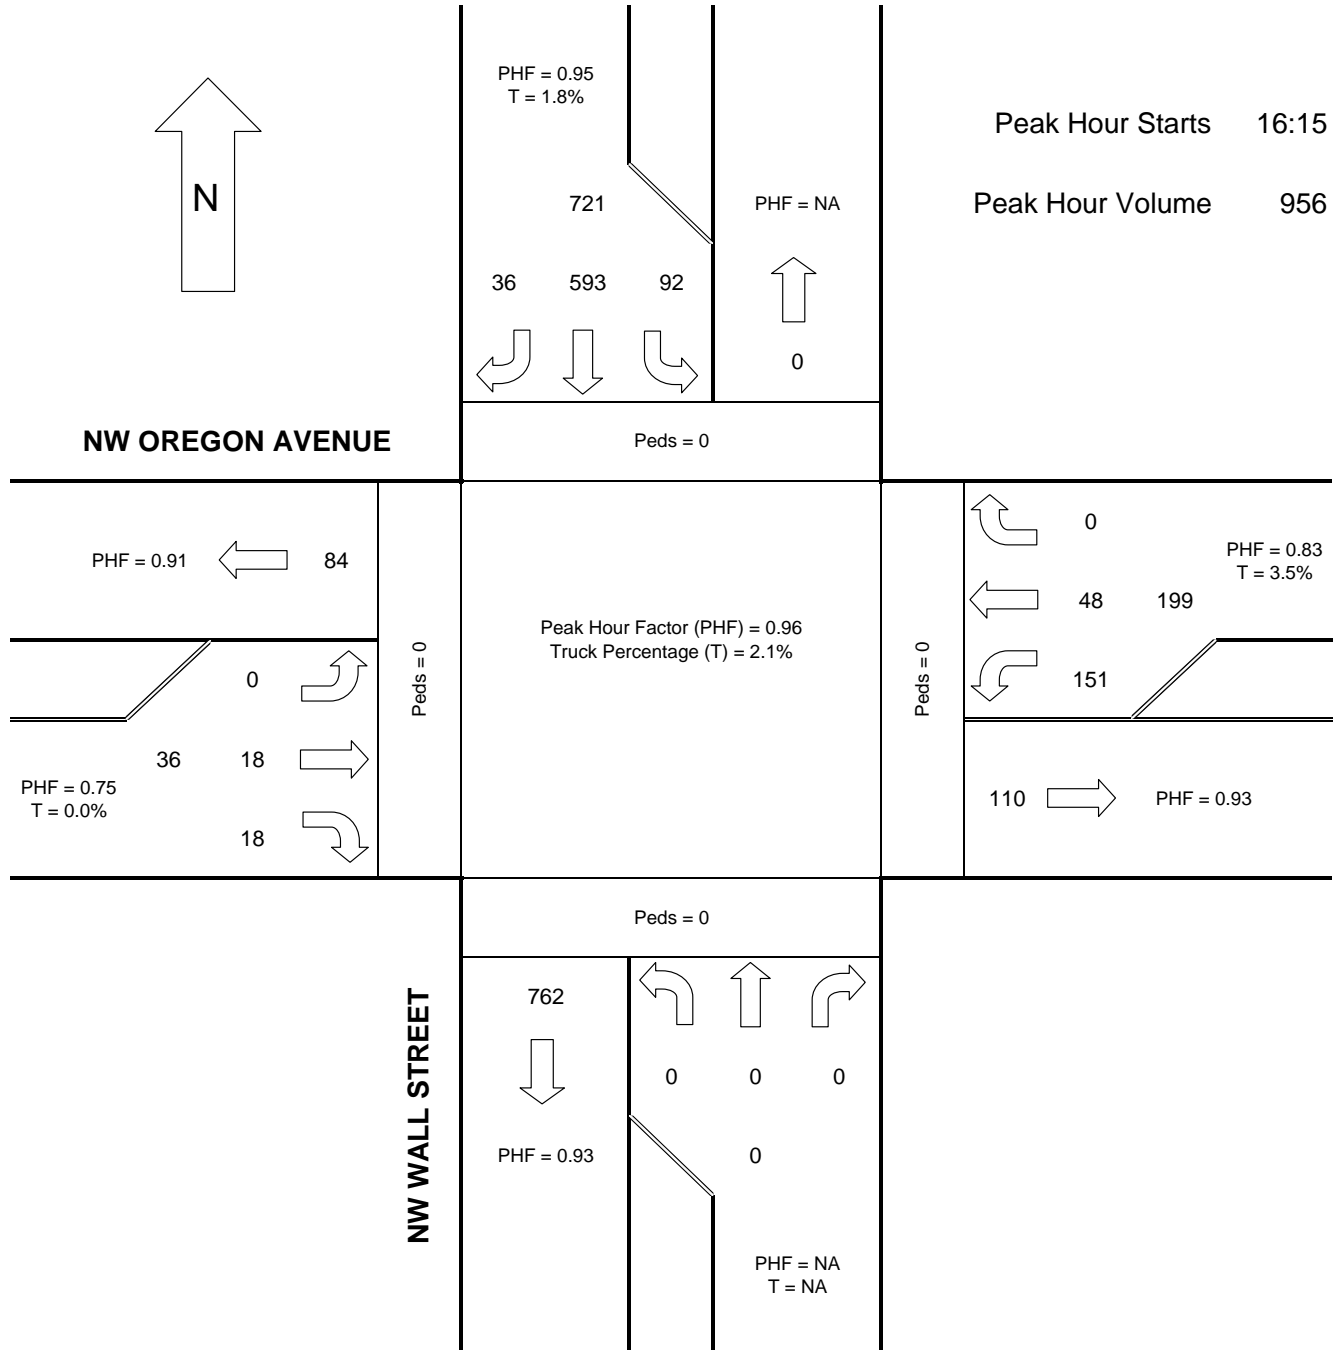 PHF = 0.95
T = 1.8%
Peak Hour Starts 16:15
N
721
PHF = NA
Peak Hour Volume 956
36 593 92
0
NW OREGON AVENUE
Peds = 0
PHF = 0.91
84
0
PHF = 0.83
T = 3.5%
48 199
Peak Hour Factor (PHF) = 0.96
Truck Percentage (T) = 2.1%
Peds = 0
Peds = 0
0
151
36 18
PHF = 0.75
T = 0.0%
18
110
PHF = 0.93
Peds = 0
762
NW WALL STREET
0 0 0
PHF = 0.93
0
PHF = NA
T = NA